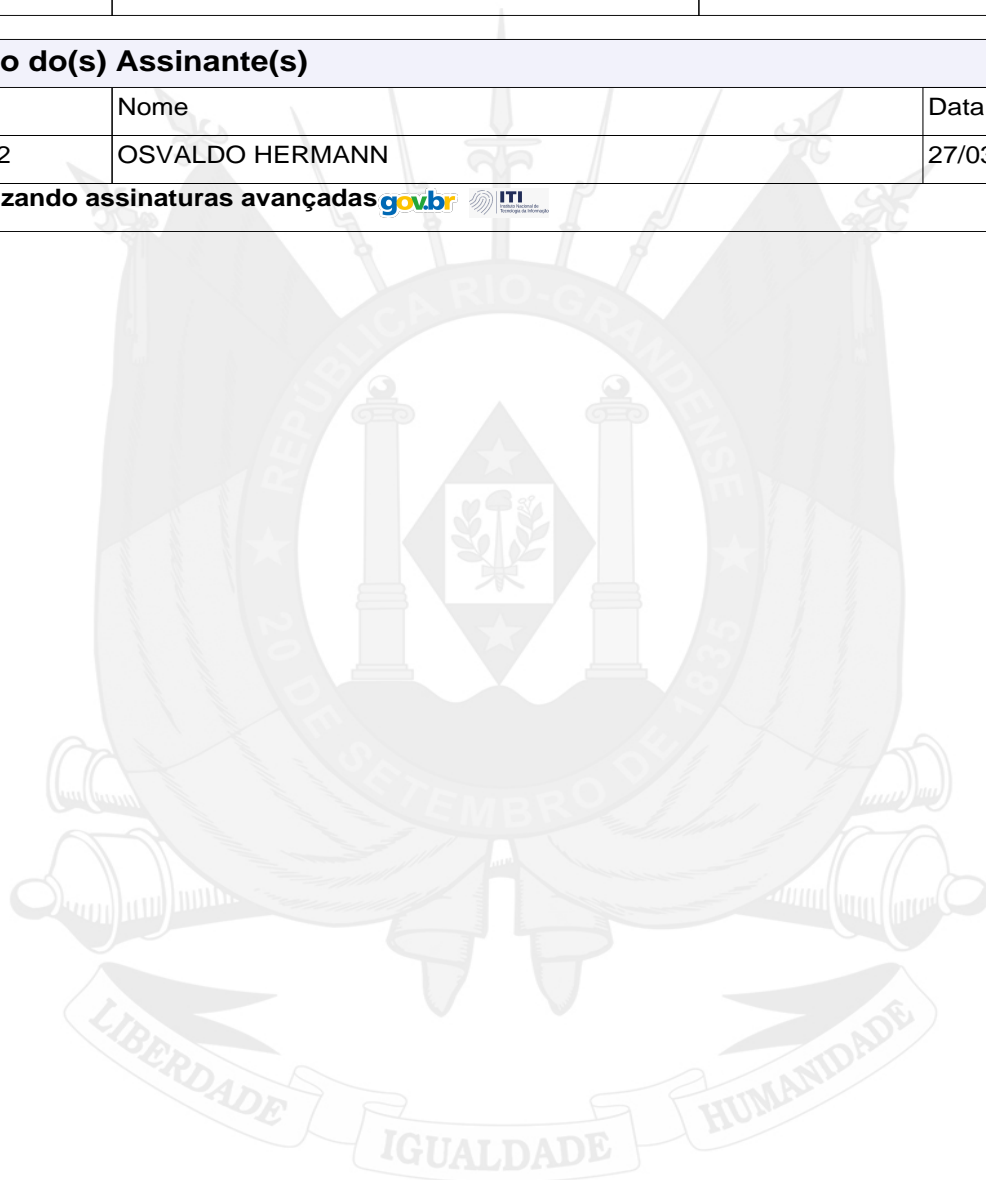 o do(s) Assinante(s)
Nome Data
2 OSVALDO HERMANN 27/03
zando assinaturas avançadas gov.br ITI
REPÚBLICA RIO-GRANDENSE
20 DE SETEMBRO DE 1835
LIBERDADE IGUALDADE HUMANIDADE